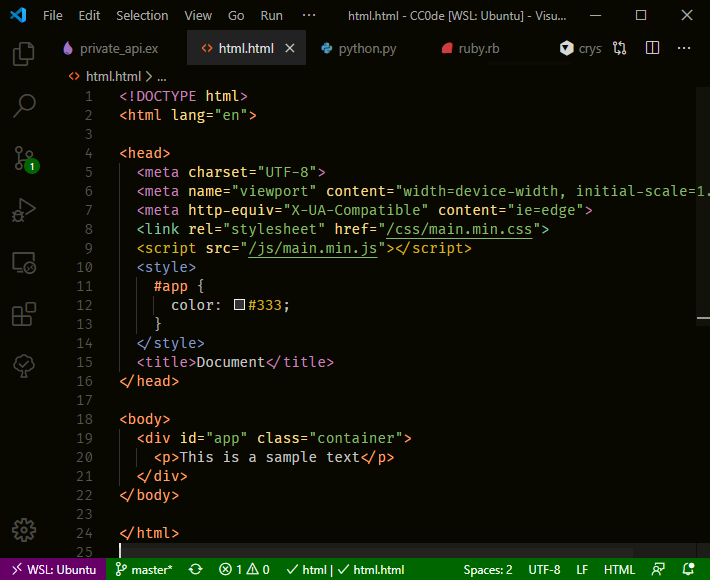 File Edit Selection View Go Run ··· html.html - CC0de [WSL: Ubuntu] - Visu...
private_api.ex html.html python.py ruby.rb crys
html.html > ...
1 <!DOCTYPE html>
2 <html lang="en">
3
4 <head>
5 <meta charset="UTF-8">
6 <meta name="viewport" content="width=device-width, initial-scale=1.
7 <meta http-equiv="X-UA-Compatible" content="ie=edge">
8 <link rel="stylesheet" href="/css/main.min.css">
9 <script src="/js/main.min.js"></script>
10 <style>
11 #app {
12 color: #333;
13 }
14 </style>
15 <title>Document</title>
16 </head>
17
18 <body>
19 <div id="app" class="container">
20 <p>This is a sample text</p>
21 </div>
22 </body>
23
24 </html>
25
1
WSL: Ubuntu master* 1 0 html | html.html Spaces: 2 UTF-8 LF HTML